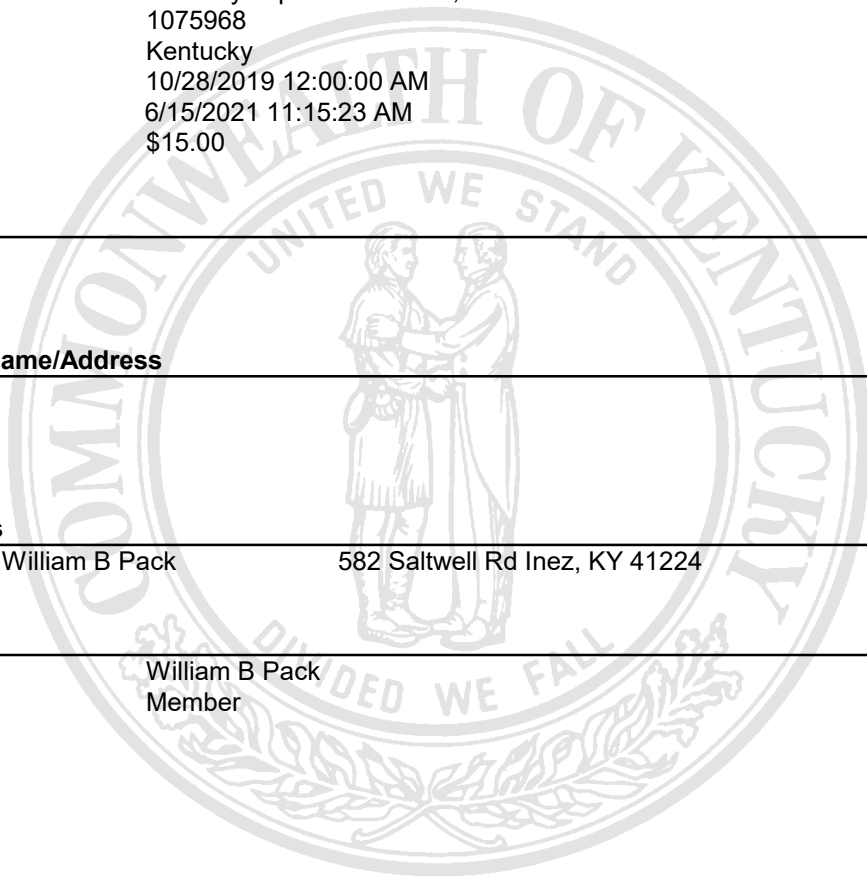 1075968
Kentucky
10/28/2019 12:00:00 AM
6/15/2021 11:15:23 AM
$15.00
COMMONWEALTH OF KENTUCKY
UNITED WE STAND
ame/Address
s
William B Pack 582 Saltwell Rd Inez, KY 41224
William B Pack
Member
DIVIDED WE FALL